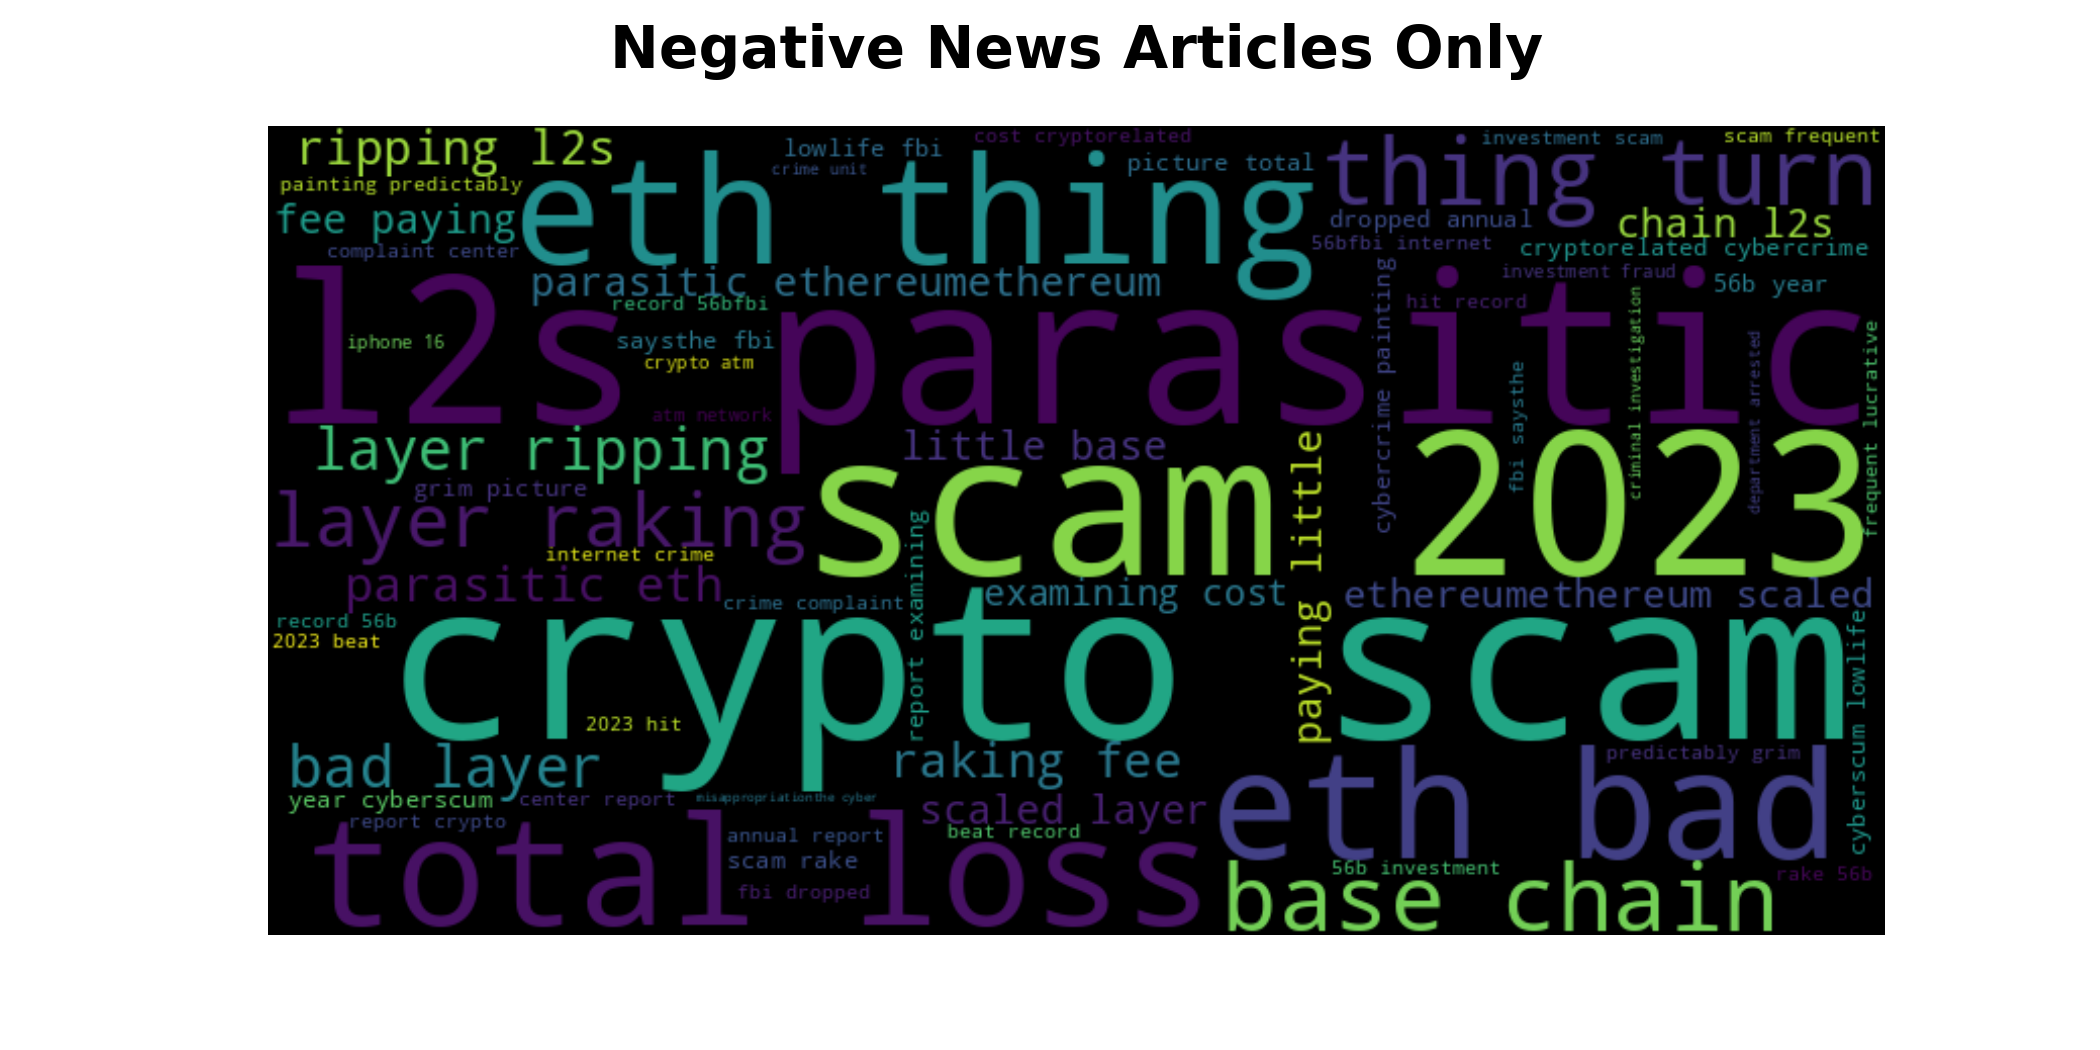 Negative News Articles Only
ripping l2s
lowlife fbi
cost cryptorelated
thing turn
investment scam
scam frequent
painting predictably
eth thing
crime unit
picture total
fee paying
dropped annual
chain l2s
complaint center
56bfbi internet
cryptorelated cybercrime
l2s parasitic
parasitic ethereumethereum
investment fraud
56b year
record 56bfbi
hit record
iphone 16
saysthe fbi
crypto atm
cybercrime painting
fbi saysthe
criminal investigation
department arrested
frequent lucrative
atm network
layer ripping
little base
scam 2023
grim picture
layer raking
paying little
internet crime
parasitic eth
report examining
examining cost
ethereumethereum scaled
crime complaint
record 56b
2023 beat
crypto scam
cyberscum lowlife
2023 hit
bad layer
raking fee
eth bad
predictably grim
year cyberscum
center report
misappropriationthe cyber
scaled layer
report crypto
total loss
annual report
beat record
scam rake
base chain
56b investment
rake 56b
fbi dropped